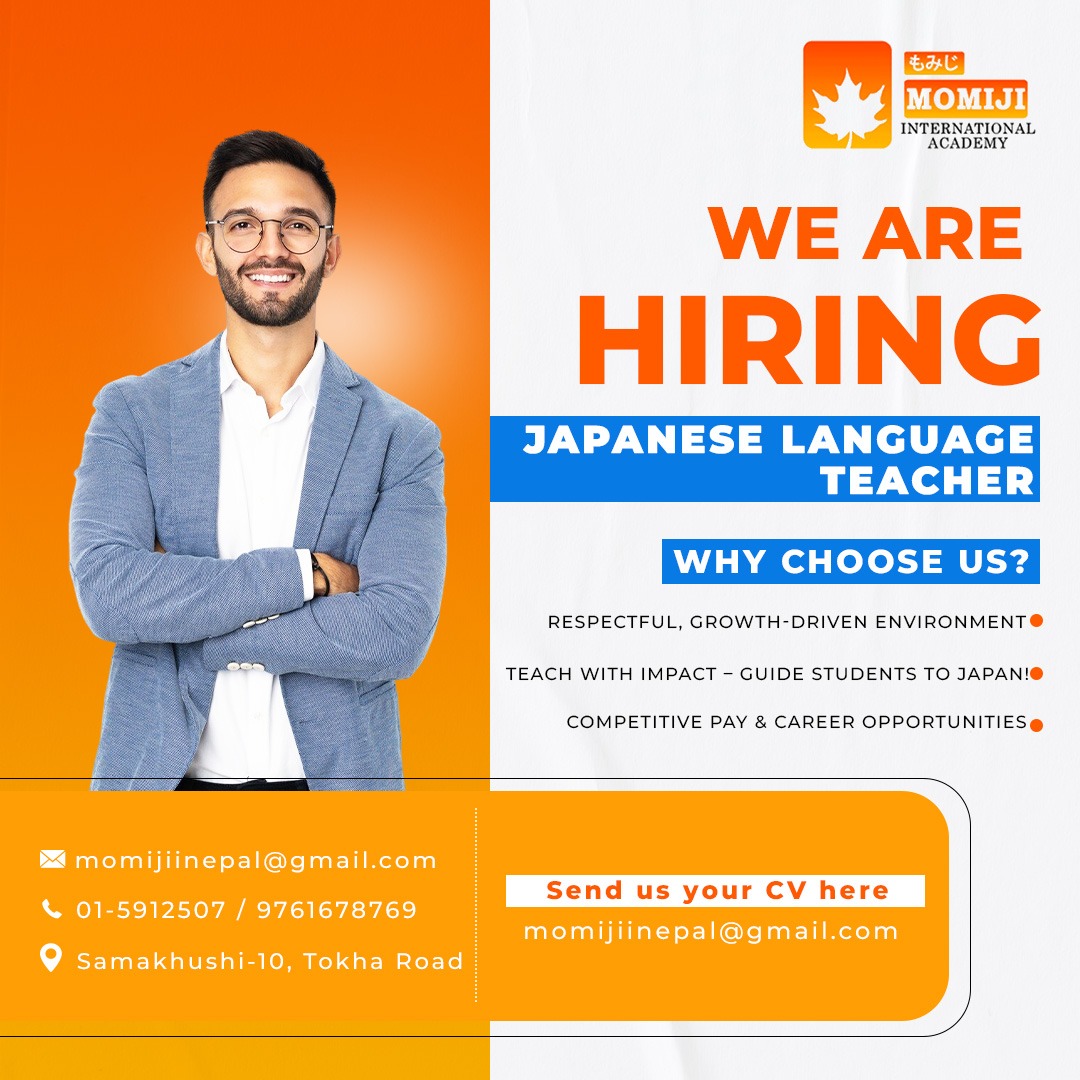 もみじ
MOMIJI
INTERNATIONAL
ACADEMY
WE ARE
HIRING
JAPANESE LANGUAGE
TEACHER
WHY CHOOSE US?
RESPECTFUL, GROWTH-DRIVEN ENVIRONMENT
TEACH WITH IMPACT – GUIDE STUDENTS TO JAPAN!
COMPETITIVE PAY & CAREER OPPORTUNITIES
momijiinepal@gmail.com
01-5912507 / 9761678769
Samakhushi-10, Tokha Road
Send us your CV here
momijiinepal@gmail.com